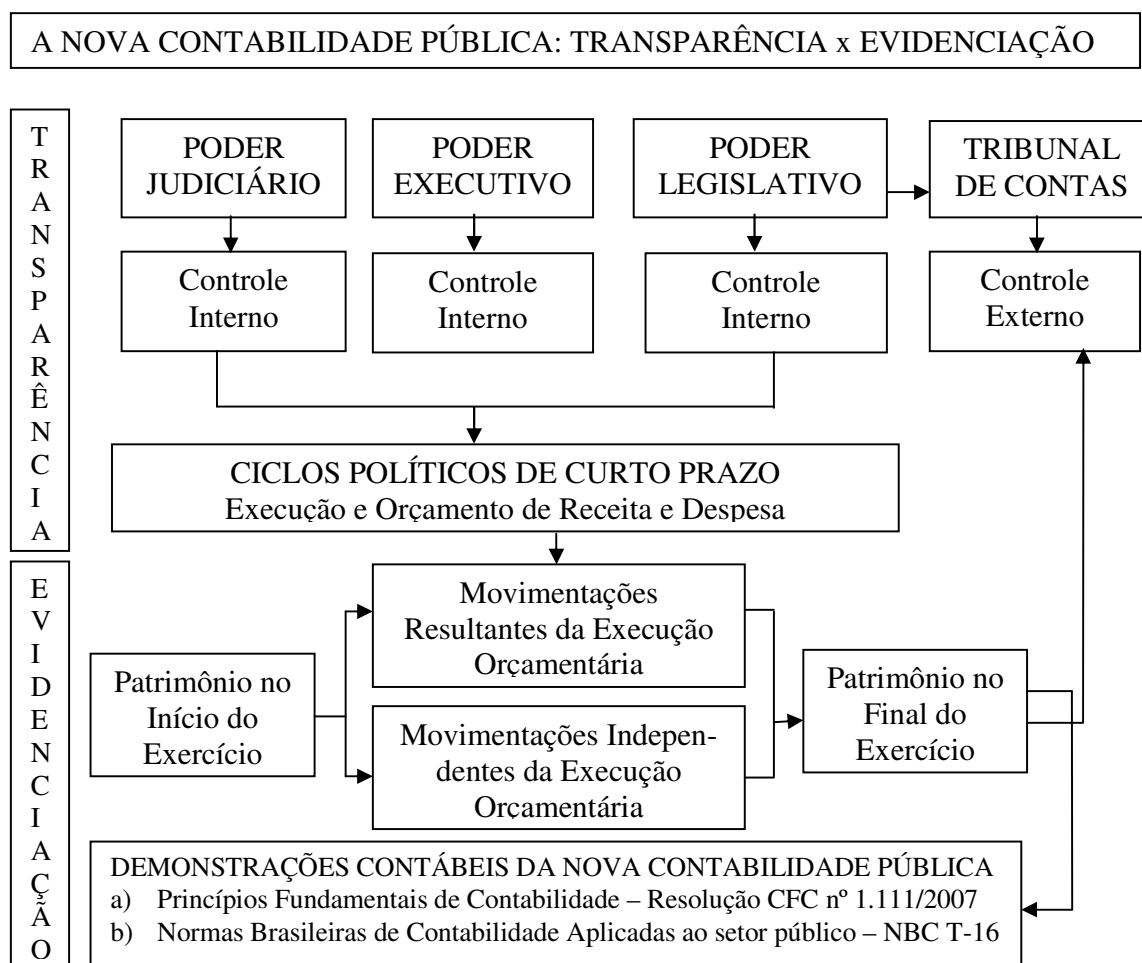 A NOVA CONTABILIDADE PÚBLICA: TRANSPARÊNCIA x EVIDENCIAÇÃO
T
R
A
N
S
P
A
R
Ê
N
C
I
A
PODER
JUDICIÁRIO
PODER
EXECUTIVO
PODER
LEGISLATIVO
TRIBUNAL
DE CONTAS
Controle
Interno
Controle
Interno
Controle
Interno
Controle
Externo
CICLOS POLÍTICOS DE CURTO PRAZO
Execução e Orçamento de Receita e Despesa
E
V
I
D
E
N
C
I
A
Ç
Ã
O
Patrimônio no
Início do
Exercício
Movimentações
Resultantes da Execução
Orçamentária
Movimentações Indepen-
dentes da Execução
Orçamentária
Patrimônio no
Final do
Exercício
DEMONSTRAÇÕES CONTÁBEIS DA NOVA CONTABILIDADE PÚBLICA
a) Princípios Fundamentais de Contabilidade – Resolução CFC nº 1.111/2007
b) Normas Brasileiras de Contabilidade Aplicadas ao setor público – NBC T-16